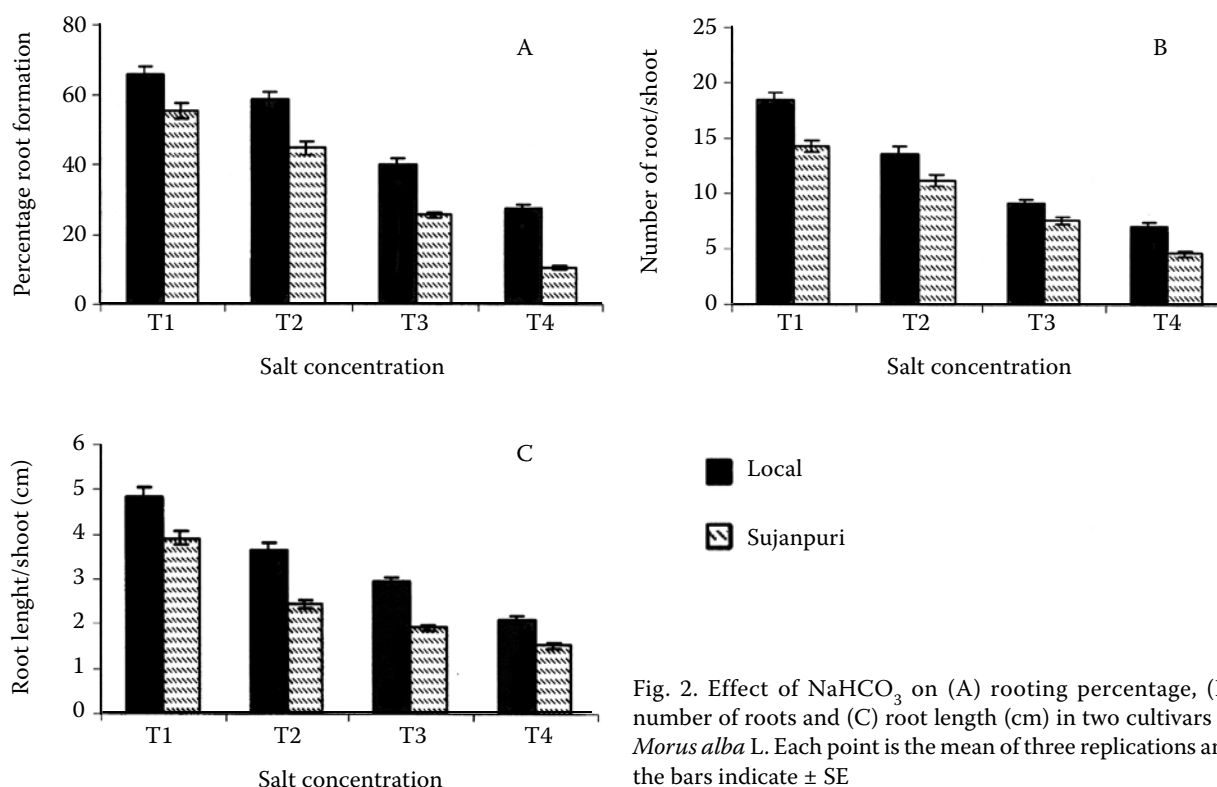 80
60
40
20
0
Percentage root formation
A
T1 T2 T3 T4
Salt concentration
25
20
15
10
5
0
Number of root/shoot
B
T1 T2 T3 T4
Salt concentration
6
5
4
3
2
1
0
Root lenght/shoot (cm)
C
T1 T2 T3 T4
Salt concentration
Local
Sujanpuri
Fig. 2. Effect of NaHCO₃ on (A) rooting percentage,
number of roots and (C) root length (cm) in two cultivars
Morus alba L. Each point is the mean of three replications
the bars indicate ± SE